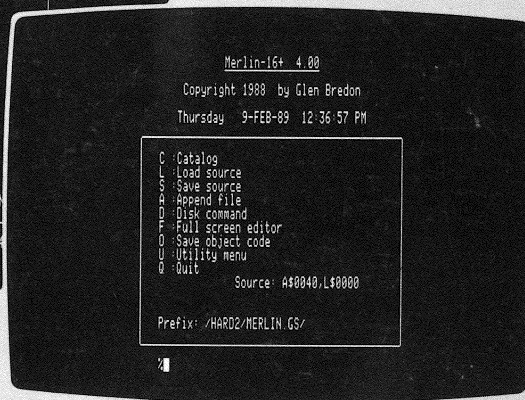 Merlin-16+ 4.00
Copyright 1988 by Glen Bredon
Thursday 9-FEB-89 12:36:57 PM
C :Catalog
L :Load source
S :Save source
A :Append file
D :Disk command
F :Full screen editor
O :Save object code
U :Utility menu
Q :Quit
Source: A$0040,L$0000
Prefix: /HARD2/MERLIN.GS/
%